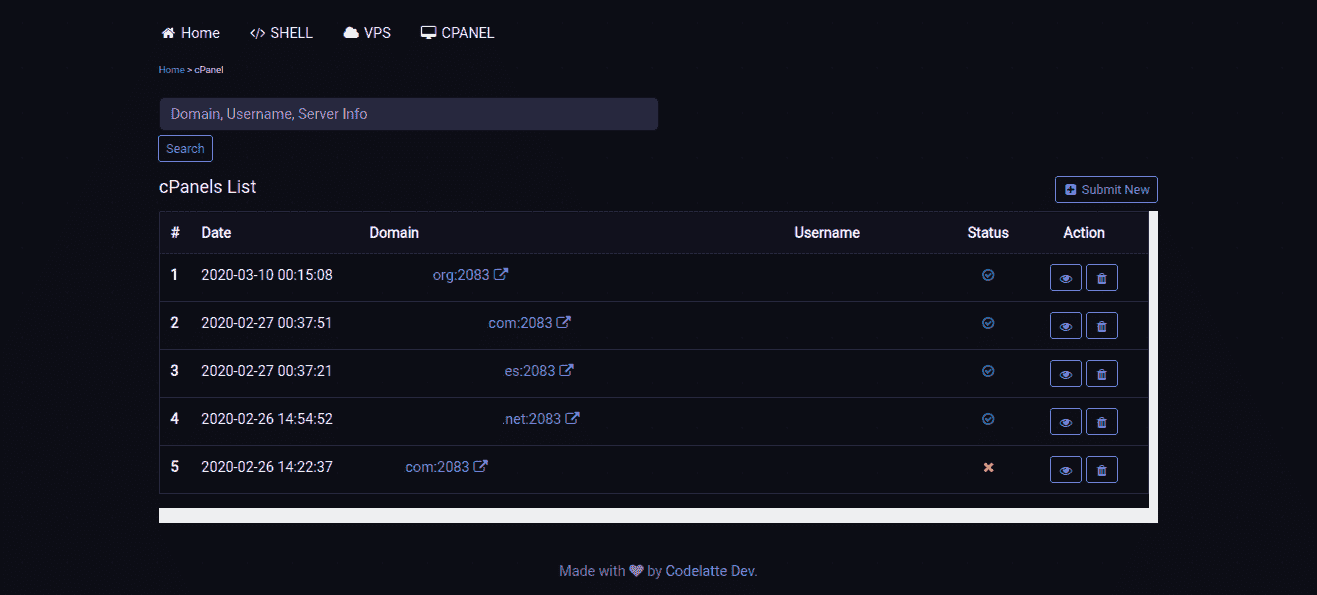 Home SHELL VPS CPANEL
Home > cPanel
Domain, Username, Server Info
Search
cPanels List
Submit New
# Date Domain Username Status Action
1 2020-03-10 00:15:08 org:2083
2 2020-02-27 00:37:51 com:2083
3 2020-02-27 00:37:21 es:2083
4 2020-02-26 14:54:52 .net:2083
5 2020-02-26 14:22:37 com:2083
Made with by Codelatte Dev.